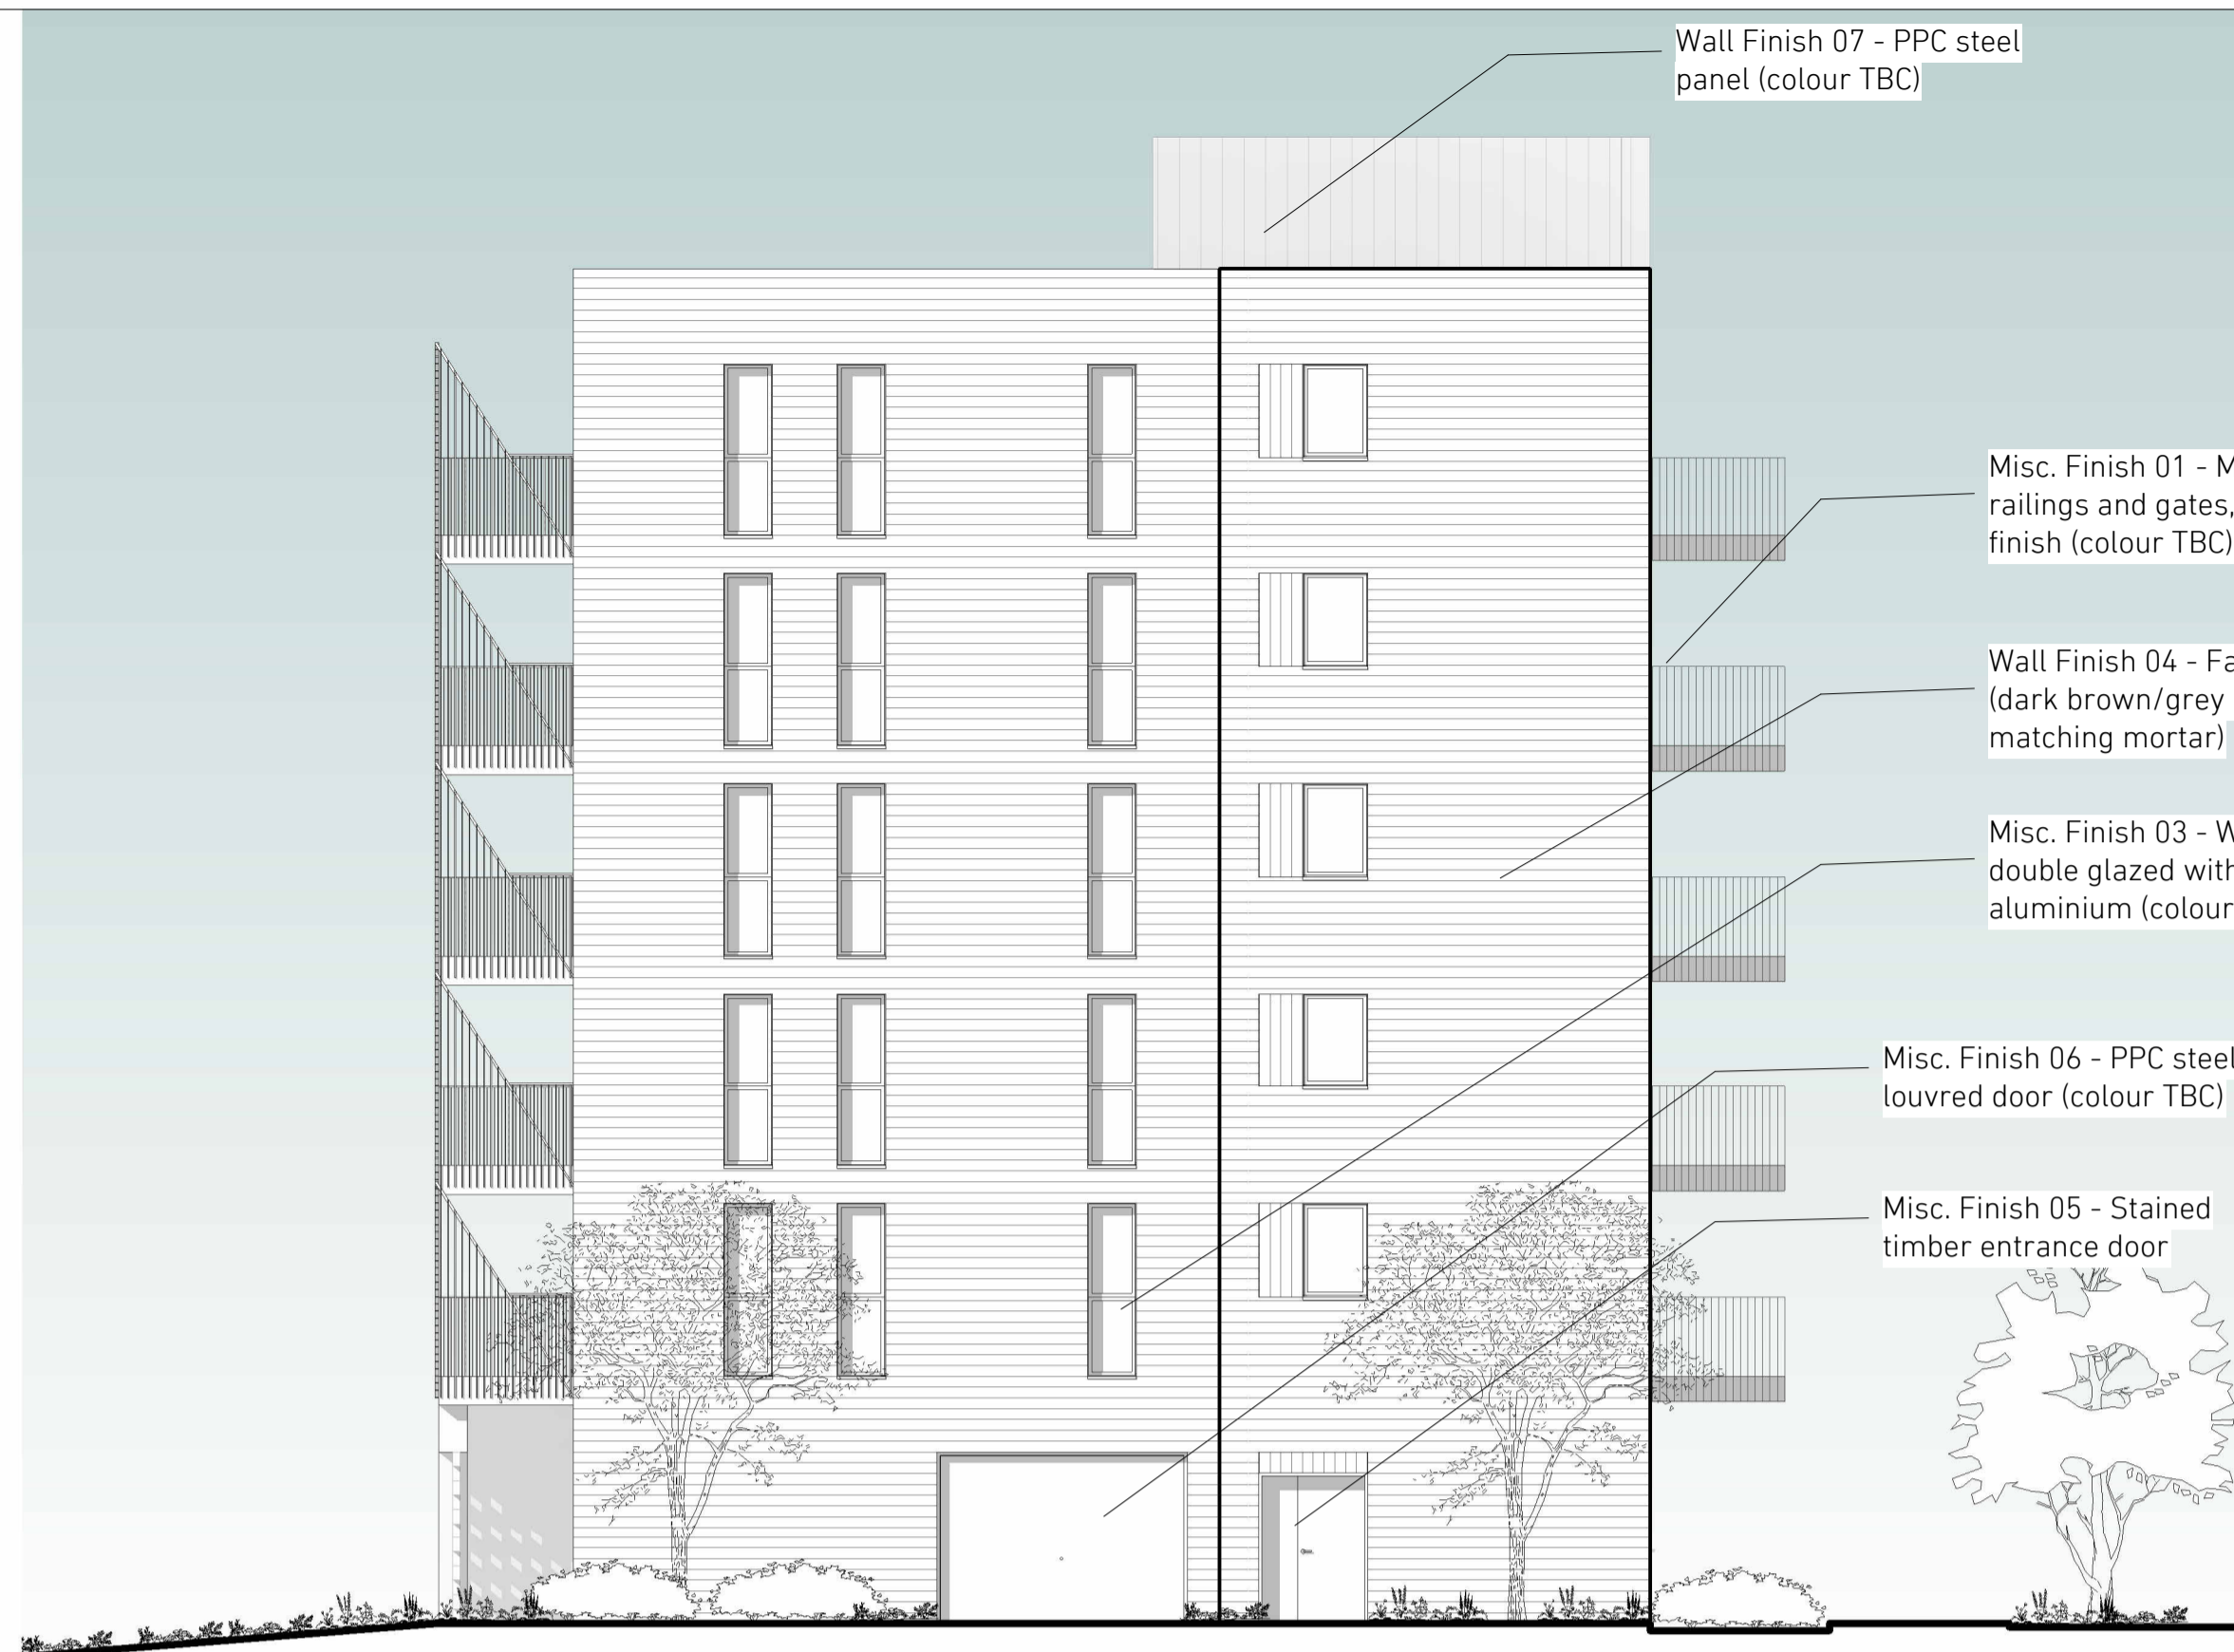 Wall Finish 07 - PPC steel
panel (colour TBC)
Misc. Finish 01 -
railings and gates,
finish (colour TBC)
Wall Finish 04 -
(dark brown/grey
matching mortar)
Misc. Finish 03 -
double glazed with
aluminium (colour
Misc. Finish 06 - PPC steel
louvred door (colour TBC)
Misc. Finish 05 - Stained
timber entrance door